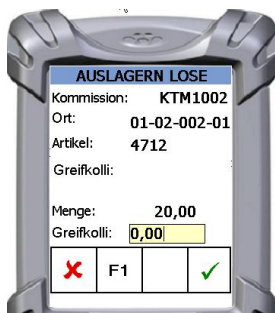 AUSLAGERN LOSE
Kommission: KTM1002
Ort: 01-02-002-01
Artikel: 4712
Greifkolli:
Menge: 20,00
Greifkolli: 0,00
F1